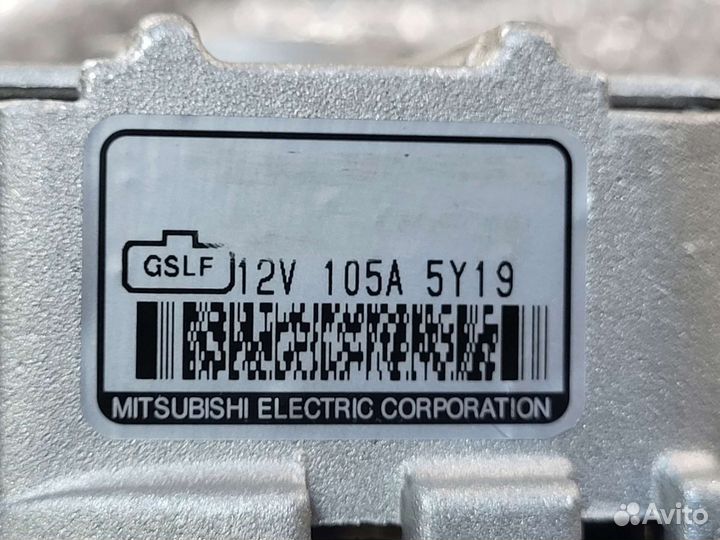 GSLF 12V 105A 5Y19
MITSUBISHI ELECTRIC CORPORATION
Avito